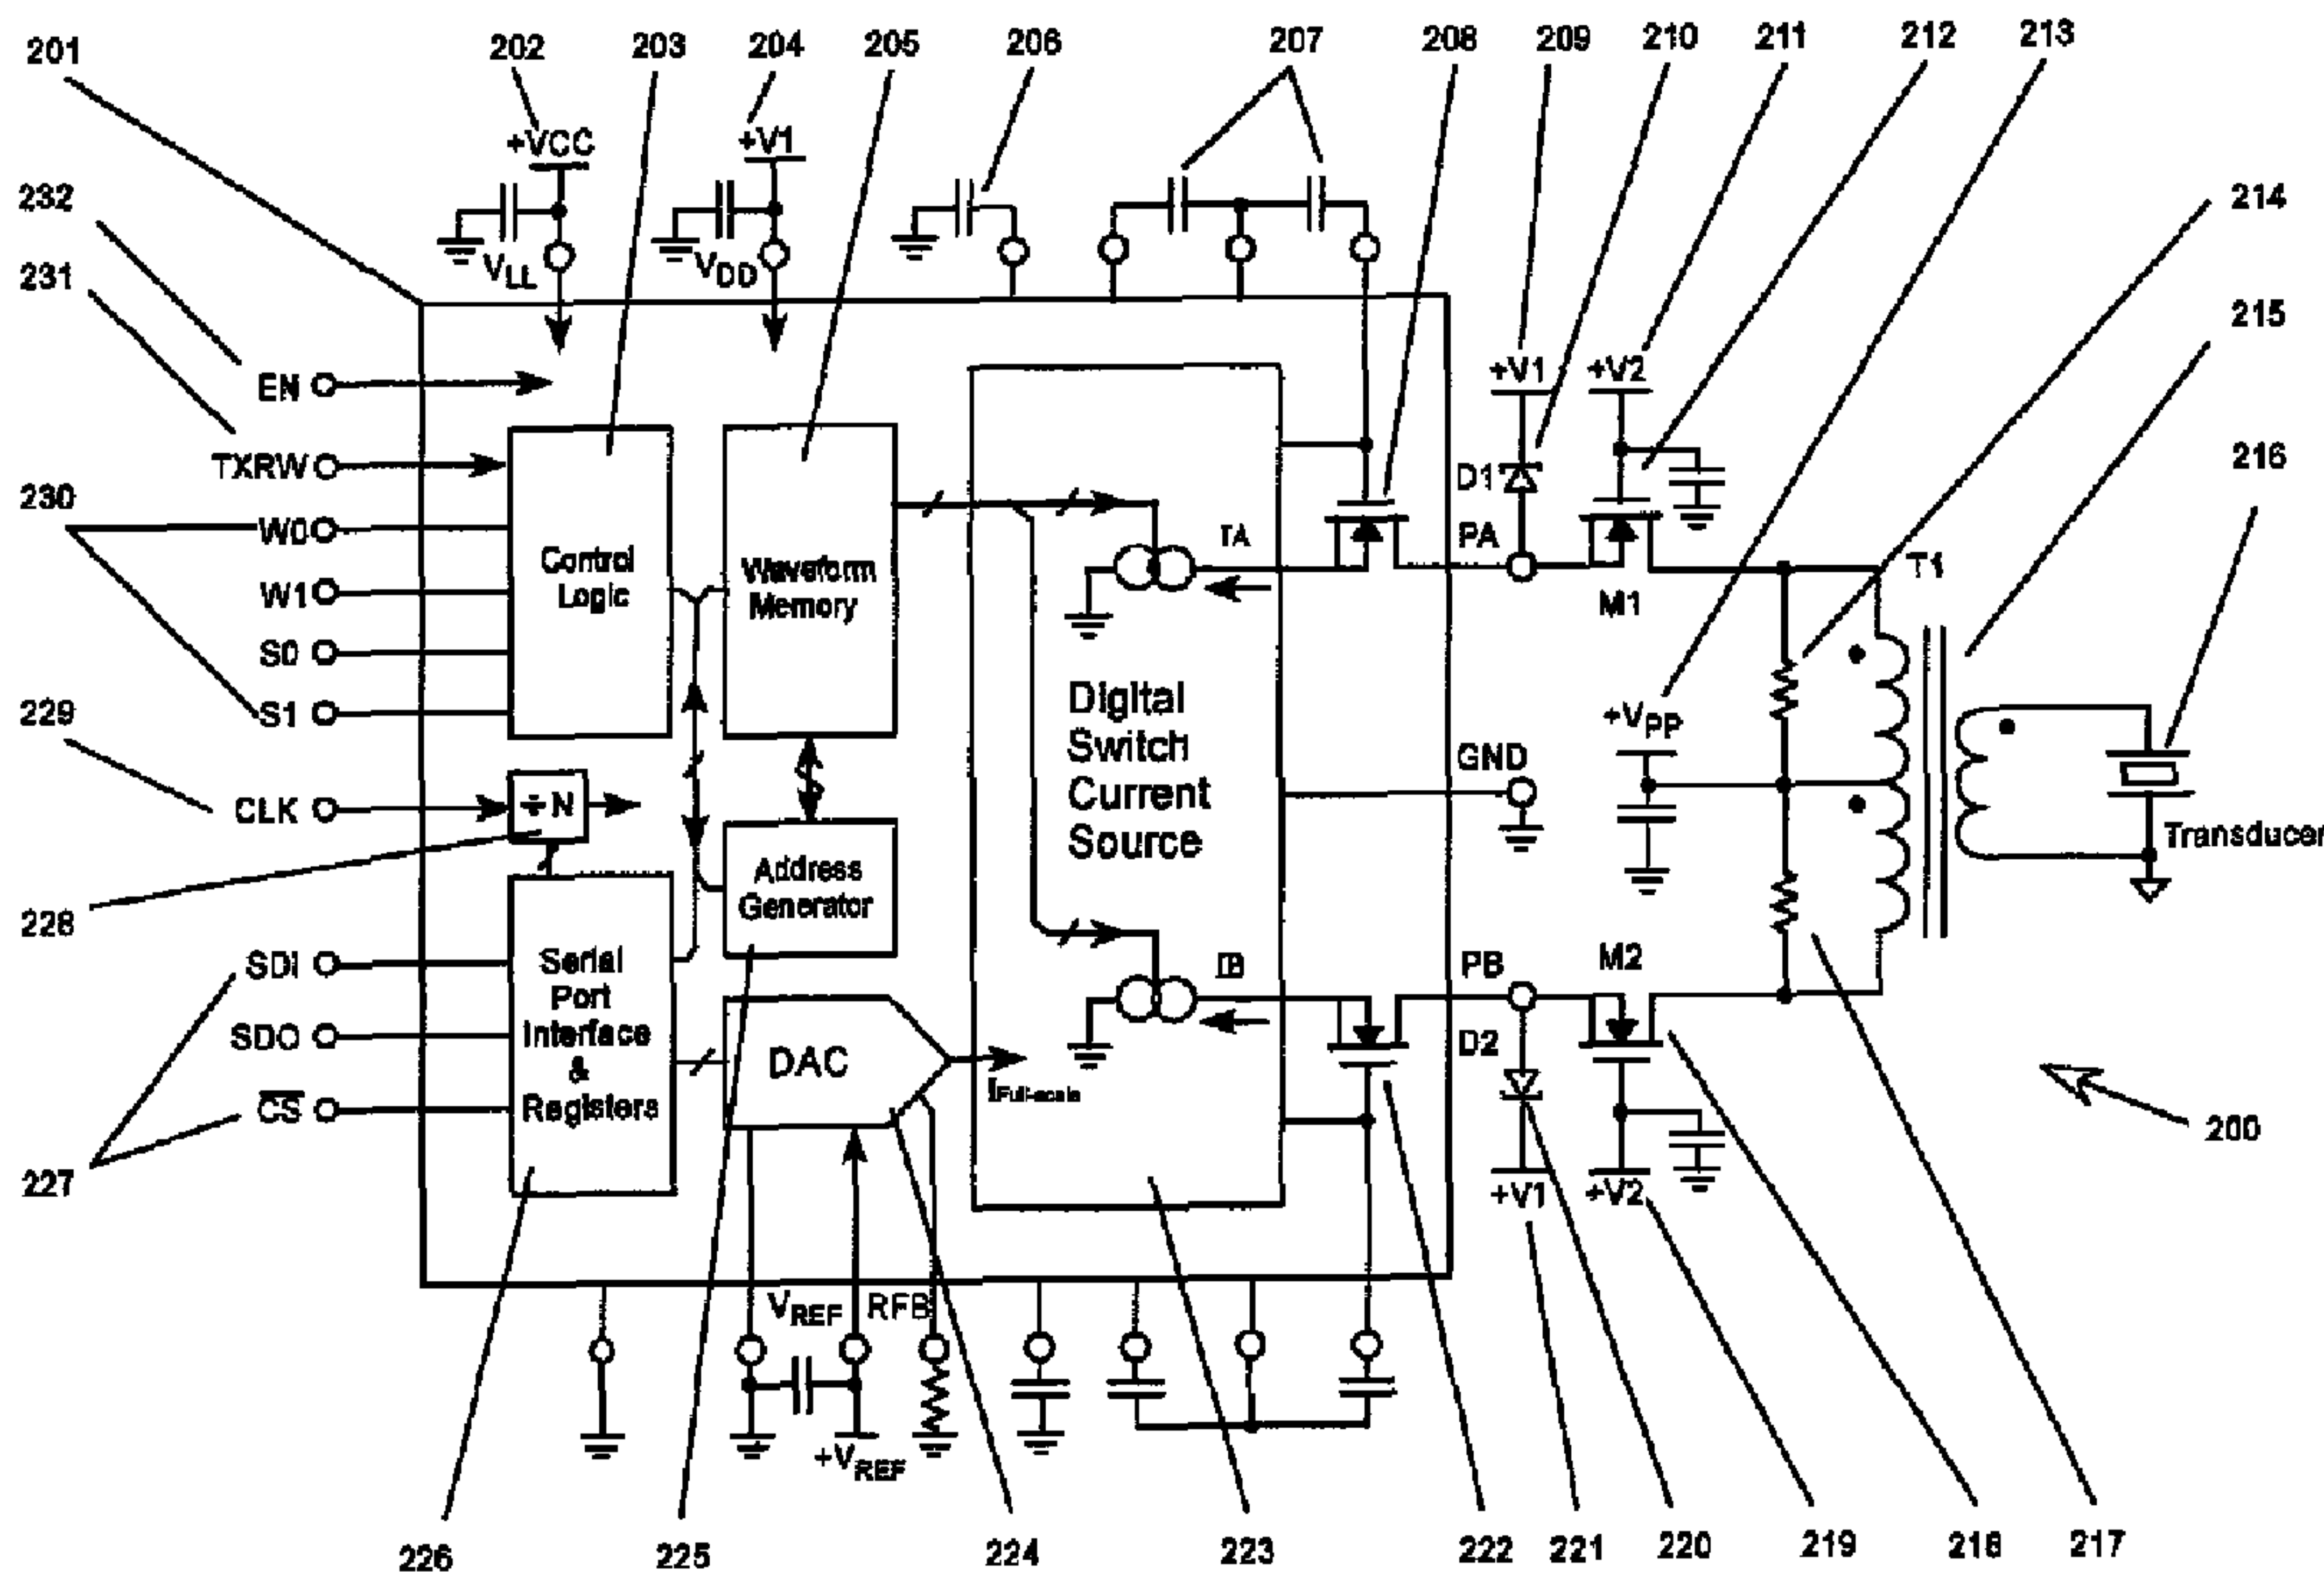 201
202
203
204
205
206
207
208
209
210
211
212
213
+VCC
+V1
232
214
VLL
VDD
231
215
EN
+V1
+V2
TXRW
D1
216
230
W0
Control
Logic
Waveform
Memory
IA
PA
T1
W1
M1
S0
Digital
Switch
Current
Source
229
S1
+VPP
GND
CLK
÷N
Transducer
228
Address
Generator
SDI
Serial
Port
Interface
&
Registers
IB
PB
M2
SDO
DAC
D2
IFull-scale
CS
200
227
+V1
+V2
VREF
RFB
+VREF
226
225
224
223
222
221
220
219
218
217